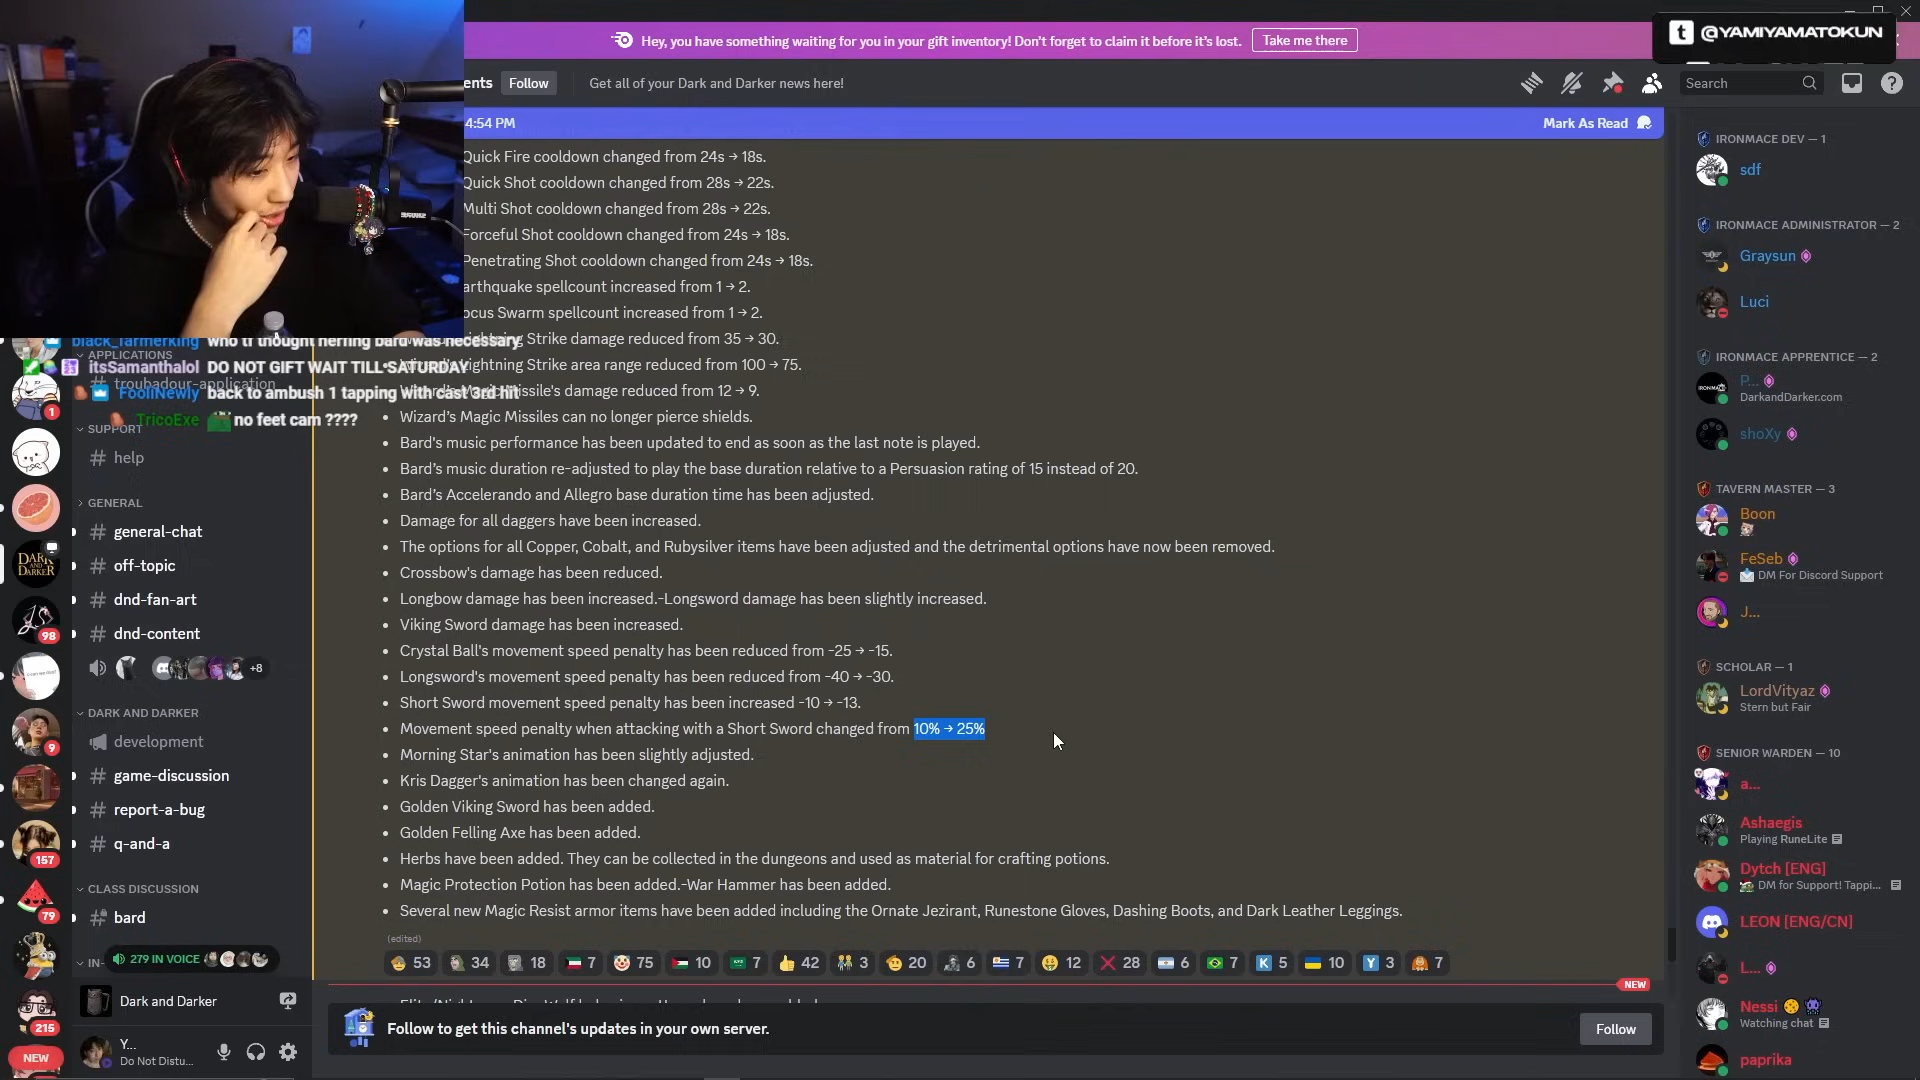 Hey, you have something waiting for you in your gift inventory! Don't forget to claim it before it's lost.
Take me there
@YAMIYAMATOKUN
ents
Follow
Get all of your Dark and Darker news here!
Search
4:54 PM
Mark As Read
Quick Fire cooldown changed from 24s → 18s.
Quick Shot cooldown changed from 28s → 22s.
Multi Shot cooldown changed from 28s → 22s.
Forceful Shot cooldown changed from 24s → 18s.
Penetrating Shot cooldown changed from 24s → 18s.
arthquake spellcount increased from 1 → 2.
ocus Swarm spellcount increased from 1 → 2.
Lightning Strike damage reduced from 35 → 30.
Lightning Strike area range reduced from 100 → 75.
Wizard's Magic Missile's damage reduced from 12 → 9.
• Wizard's Magic Missiles can no longer pierce shields.
• Bard's music performance has been updated to end as soon as the last note is played.
• Bard's music duration re-adjusted to play the base duration relative to a Persuasion rating of 15 instead of 20.
• Bard's Accelerando and Allegro base duration time has been adjusted.
• Damage for all daggers have been increased.
• The options for all Copper, Cobalt, and Rubysilver items have been adjusted and the detrimental options have now been removed.
• Crossbow's damage has been reduced.
• Longbow damage has been increased.-Longsword damage has been slightly increased.
• Viking Sword damage has been increased.
• Crystal Ball's movement speed penalty has been reduced from -25 → -15.
• Longsword's movement speed penalty has been reduced from -40 → -30.
• Short Sword movement speed penalty has been increased -10 → -13.
• Movement speed penalty when attacking with a Short Sword changed from 10% → 25%
• Morning Star's animation has been slightly adjusted.
• Kris Dagger's animation has been changed again.
• Golden Viking Sword has been added.
• Golden Felling Axe has been added.
• Herbs have been added. They can be collected in the dungeons and used as material for crafting potions.
• Magic Protection Potion has been added.-War Hammer has been added.
• Several new Magic Resist armor items have been added including the Ornate Jezirant, Runestone Gloves, Dashing Boots, and Dark Leather Leggings.
(edited)
53 34 18 7 75 10 7 42 3 20 6 7 12 28 6 7 K 5 10 Y 3 7
NEW
Follow to get this channel's updates in your own server.
Follow
black_farmerking who tf thought nerfing bard was necessary
itsSamanthalol DO NOT GIFT WAIT TILL SATURDAY
FooliNewly back to ambush 1 tapping with cast 3rd hit
TricoExe no feet cam ????
APPLICATIONS
# troubadour-application
SUPPORT
# help
GENERAL
# general-chat
# off-topic
# dnd-fan-art
# dnd-content
+8
DARK AND DARKER
development
# game-discussion
# report-a-bug
# q-and-a
CLASS DISCUSSION
# bard
IN-
279 IN VOICE
Dark and Darker
Y...
Do Not Distu...
1
DARK AND DARKER
98
9
157
79
215
NEW
IRONMACE DEV — 1
sdf
IRONMACE ADMINISTRATOR — 2
Graysun
Luci
IRONMACE APPRENTICE — 2
P...
DarkandDarker.com
shoXy
TAVERN MASTER — 3
Boon
FeSeb
DM For Discord Support
J...
SCHOLAR — 1
LordVityaz
Stern but Fair
SENIOR WARDEN — 10
a...
Ashaegis
Playing RuneLite
Dytch [ENG]
DM for Support! Tappi...
LEON [ENG/CN]
L...
Nessi
Watching chat
paprika